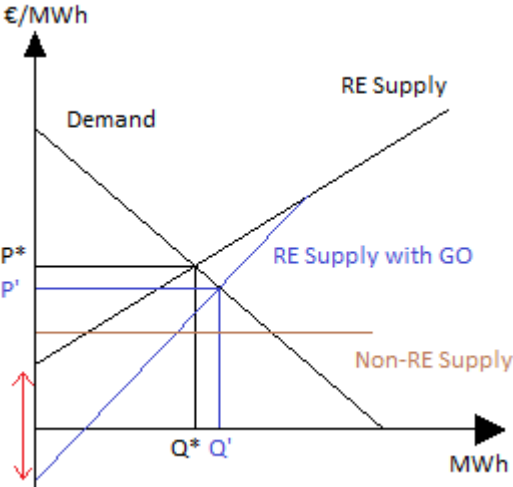 €/MWh
RE Supply
Demand
P*
RE Supply with GO
P'
Non-RE Supply
Q* Q'
MWh